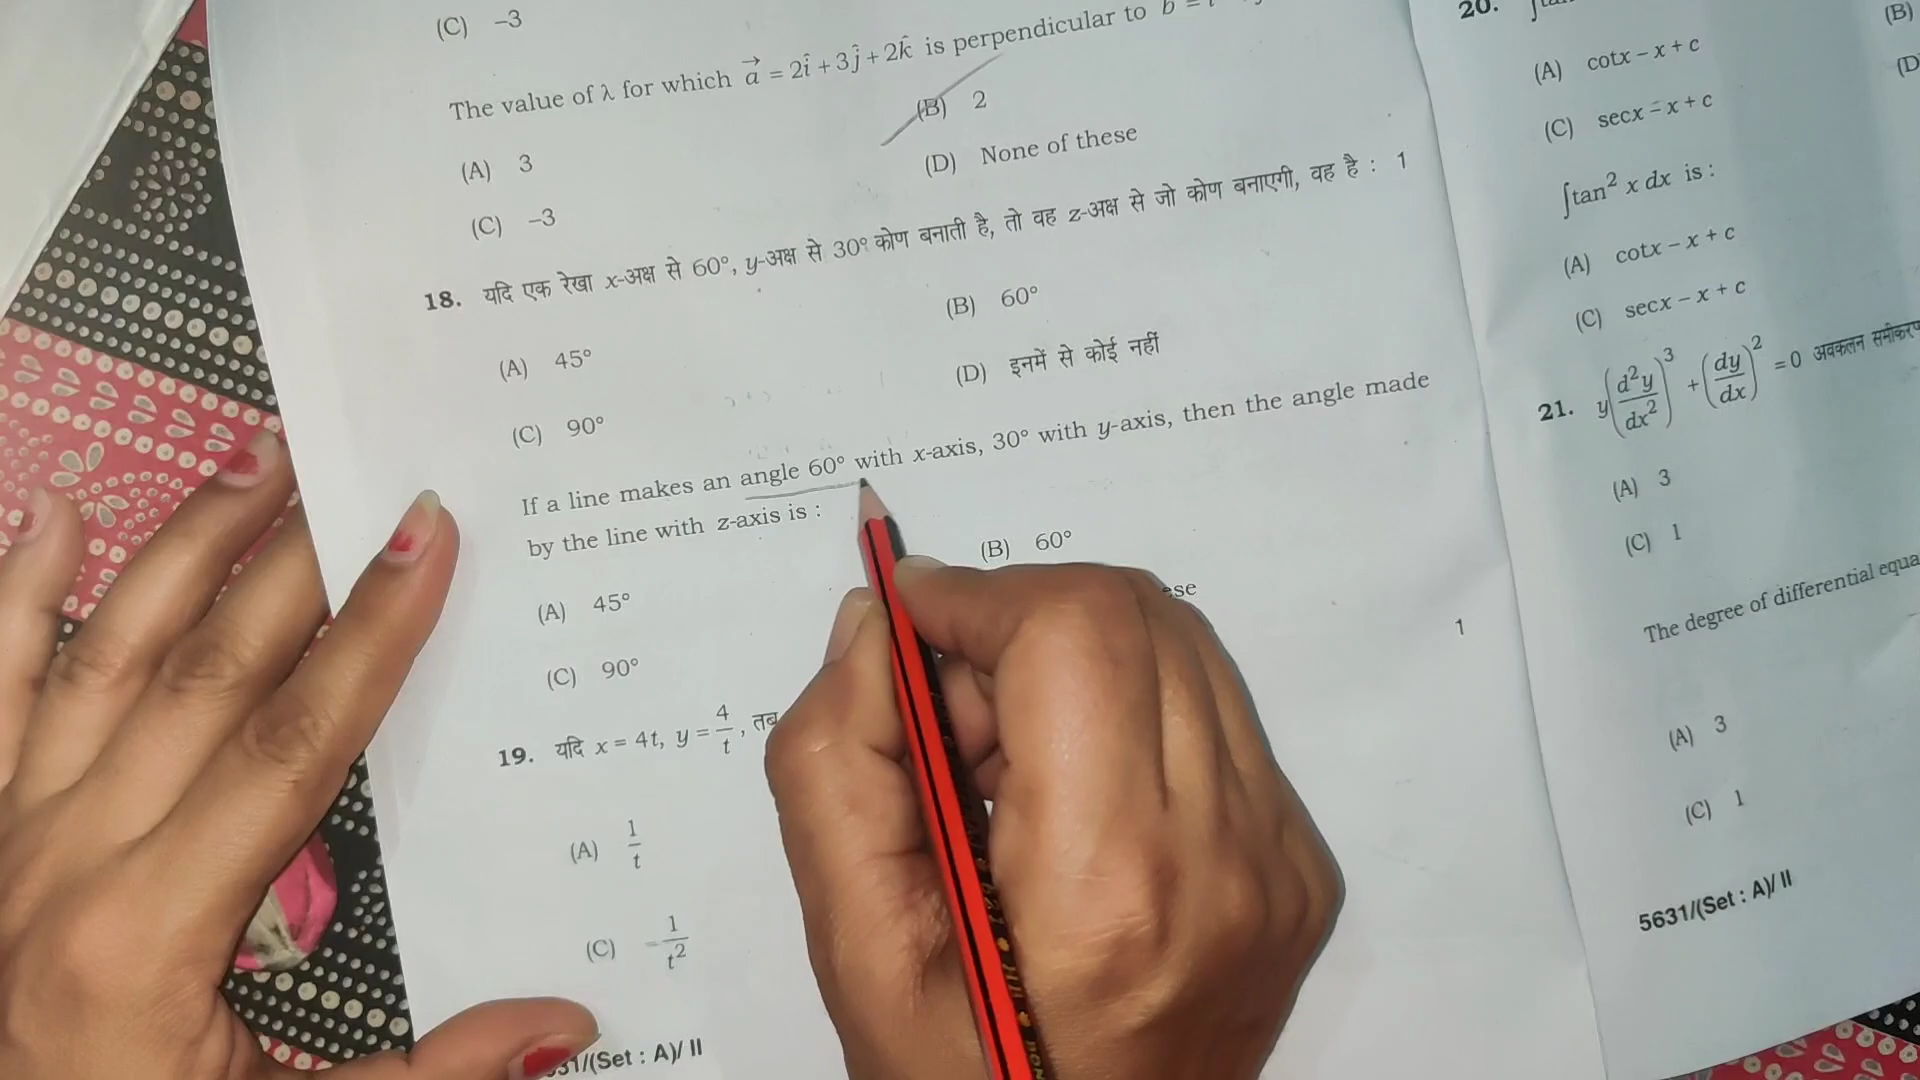 (C) –3
The value of λ for which a⃗ = 2î + 3ĵ + 2k̂ is perpendicular to
(A) 3
(B) 2
(C) –3
(D) None of these
18. यदि एक रेखा x-अक्ष से 60°, y-अक्ष से 30° कोण बनाती है, तो वह z-अक्ष से जो कोण बनाएगी, वह है : 1
(A) 45°
(B) 60°
(C) 90°
(D) इनमें से कोई नहीं
If a line makes an angle 60° with x-axis, 30° with y-axis, then the angle made
by the line with z-axis is :
(A) 45°
(B) 60°
(C) 90°
1
19. यदि x = 4t, y = 4/t, तब
(A) 1/t
(C) –1/t²
(Set : A)/ II
20.
(B)
(A) cotx – x + c
(C) secx – x + c
∫tan² x dx is :
(A) cotx – x + c
(C) secx – x + c
21. y(d²y/dx²)³ + (dy/dx)² = 0 अवकलन
(A) 3
(C) 1
The degree of differential
(A) 3
(C) 1
5631/(Set : A)/ II